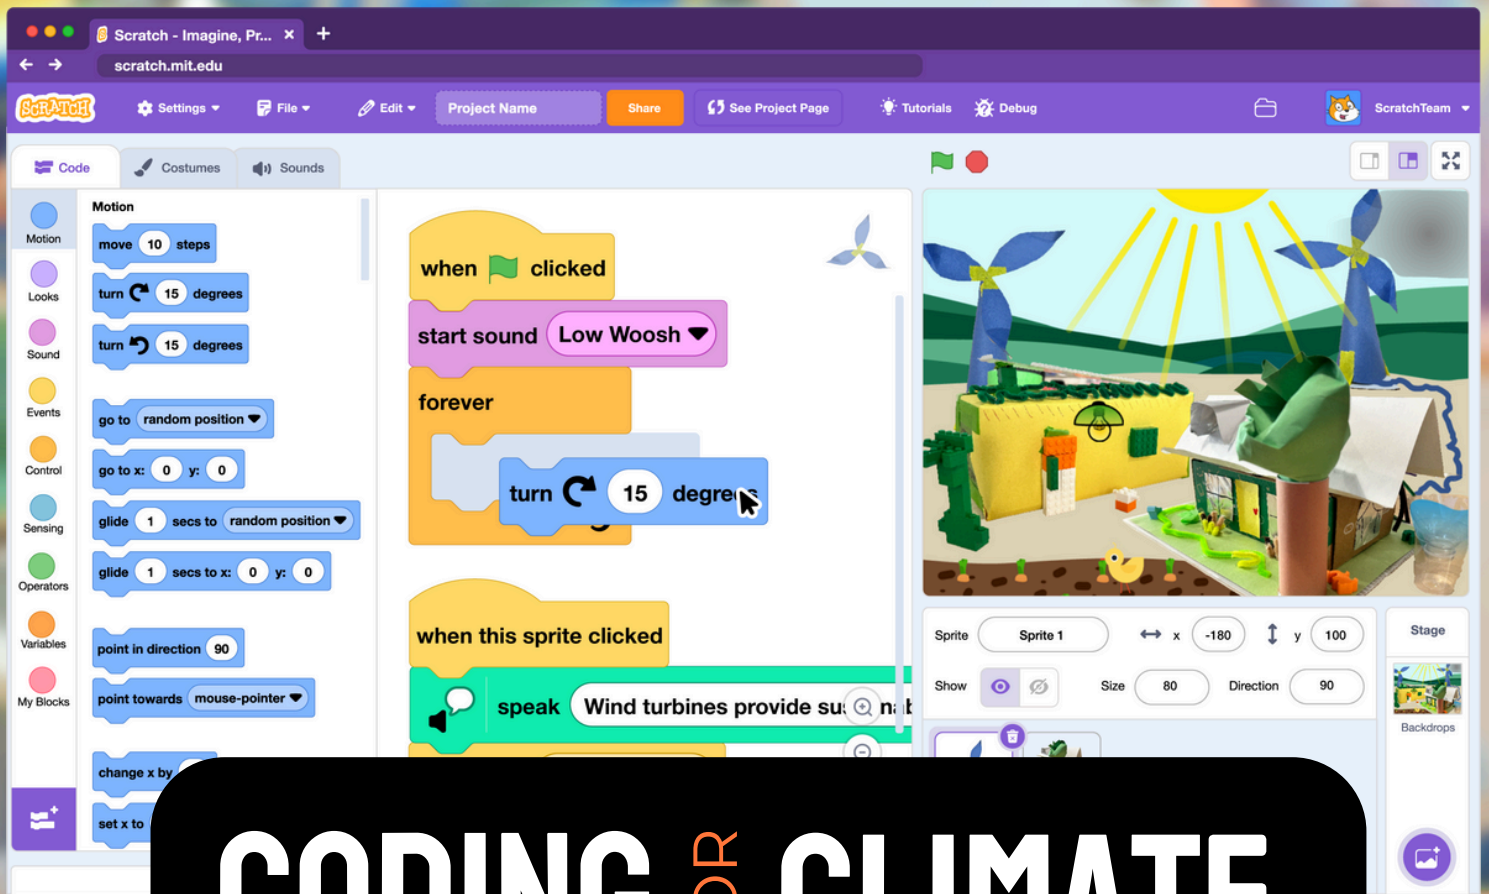 Scratch - Imagine, Pr...
scratch.mit.edu
SCRATCH
Settings
File
Edit
Project Name
Share
See Project Page
Tutorials
Debug
ScratchTeam
Code
Costumes
Sounds
Motion
Looks
Sound
Events
Control
Sensing
Operators
Variables
My Blocks
Motion
move 10 steps
turn 15 degrees
turn 15 degrees
go to random position
go to x: 0 y: 0
glide 1 secs to random position
glide 1 secs to x: 0 y: 0
point in direction 90
point towards mouse-pointer
change x by
set x to
when clicked
start sound Low Woosh
forever
turn 15 degrees
when this sprite clicked
speak Wind turbines provide
Sprite Sprite 1 x -180 y 100
Show Size 80 Direction 90
Stage
Backdrops
CODING CLIMATE